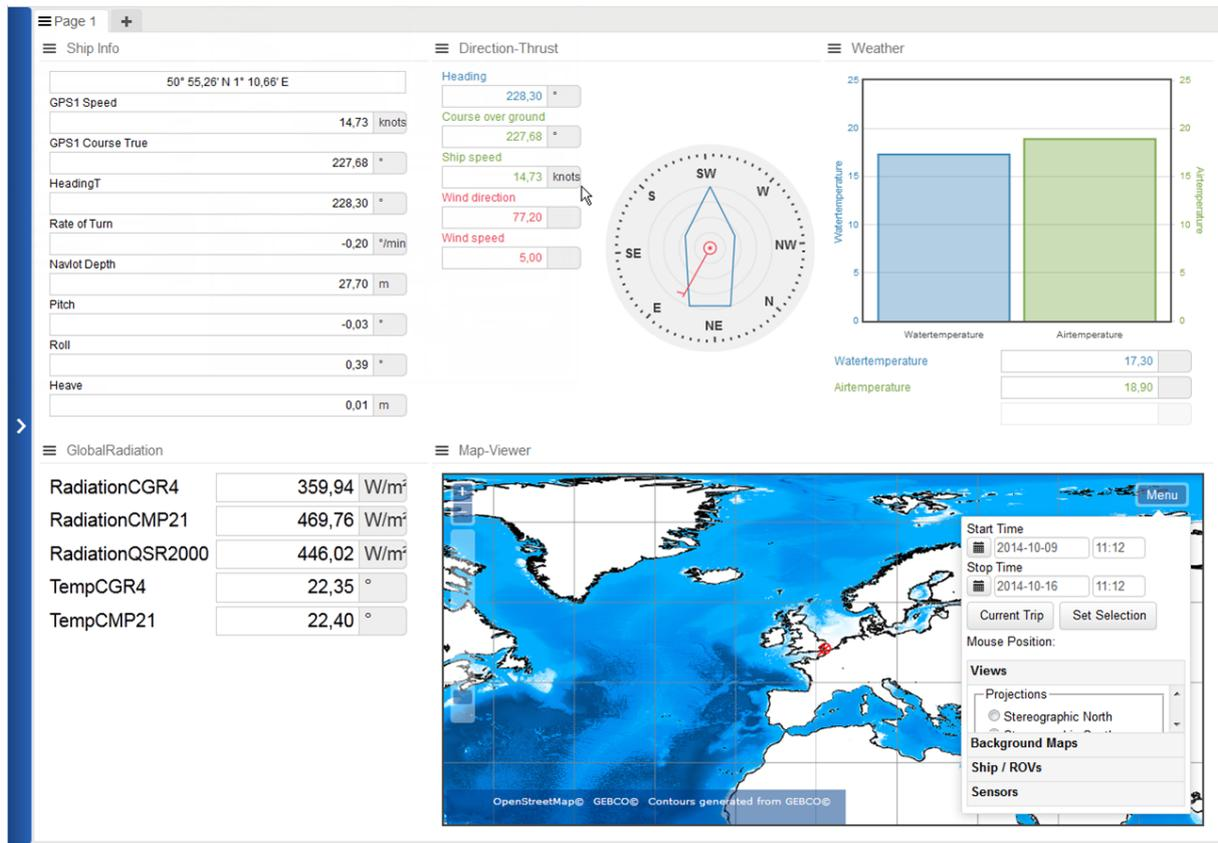 Page 1 +
Ship Info
50° 55,26' N 1° 10,66' E
GPS1 Speed
14,73 knots
GPS1 Course True
227,68 °
HeadingT
228,30 °
Rate of Turn
-0,20 °/min
Navlot Depth
27,70 m
Pitch
-0,03 °
Roll
0,39 °
Heave
0,01 m
Direction-Thrust
Heading
228,30 °
Course over ground
227,68 °
Ship speed
14,73 knots
Wind direction
77,20
Wind speed
5,00
SW
W
NW
N
NE
E
SE
S
Weather
25
20
15
10
5
0
Watertemperature
25
20
15
10
5
0
Airtemperature
Watertemperature Airtemperature
Watertemperature 17,30
Airtemperature 18,90
GlobalRadiation
RadiationCGR4 359,94 W/m²
RadiationCMP21 469,76 W/m²
RadiationQSR2000 446,02 W/m²
TempCGR4 22,35 °
TempCMP21 22,40 °
Map-Viewer
+
Menu
Start Time
2014-10-09 11:12
Stop Time
2014-10-16 11:12
Current Trip Set Selection
Mouse Position:
Views
Projections
Stereographic North
Background Maps
Ship / ROVs
Sensors
OpenStreetMap© GEBCO© Contours generated from GEBCO©